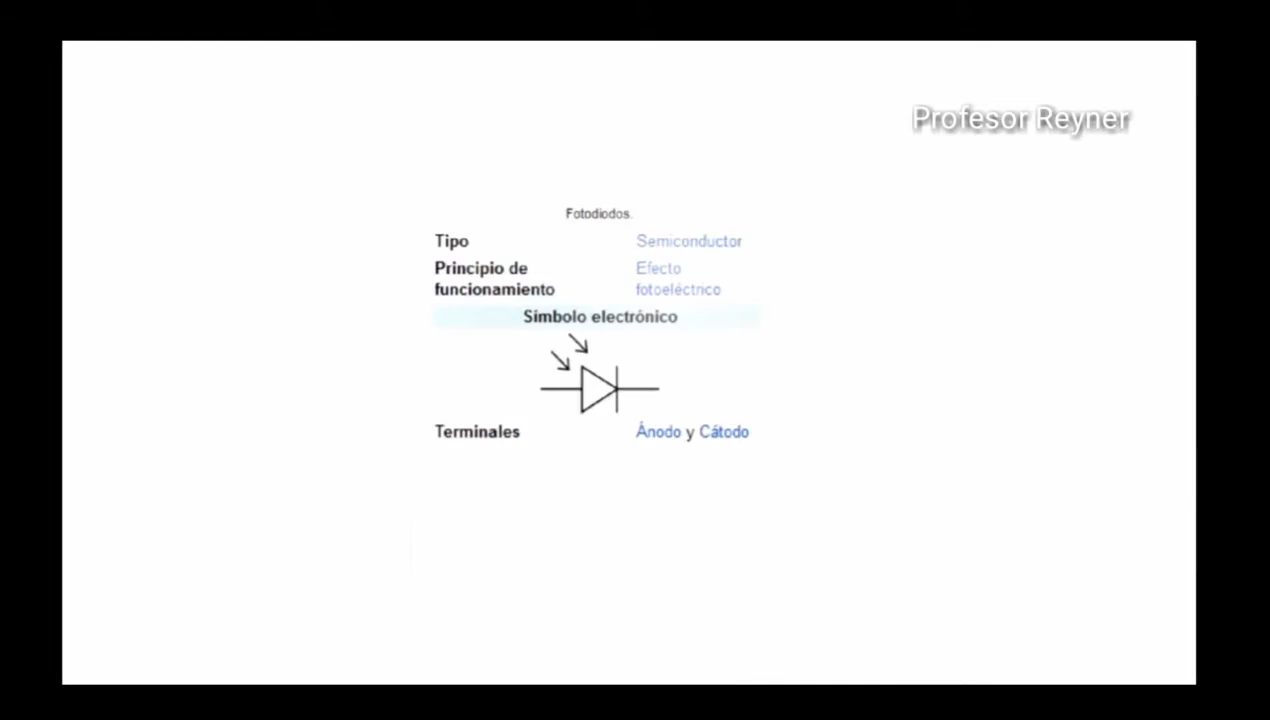 Profesor Reyner
Fotodiodos.
Tipo Semiconductor
Principio de Efecto
funcionamiento fotoeléctrico
Símbolo electrónico
Terminales Ánodo y Cátodo